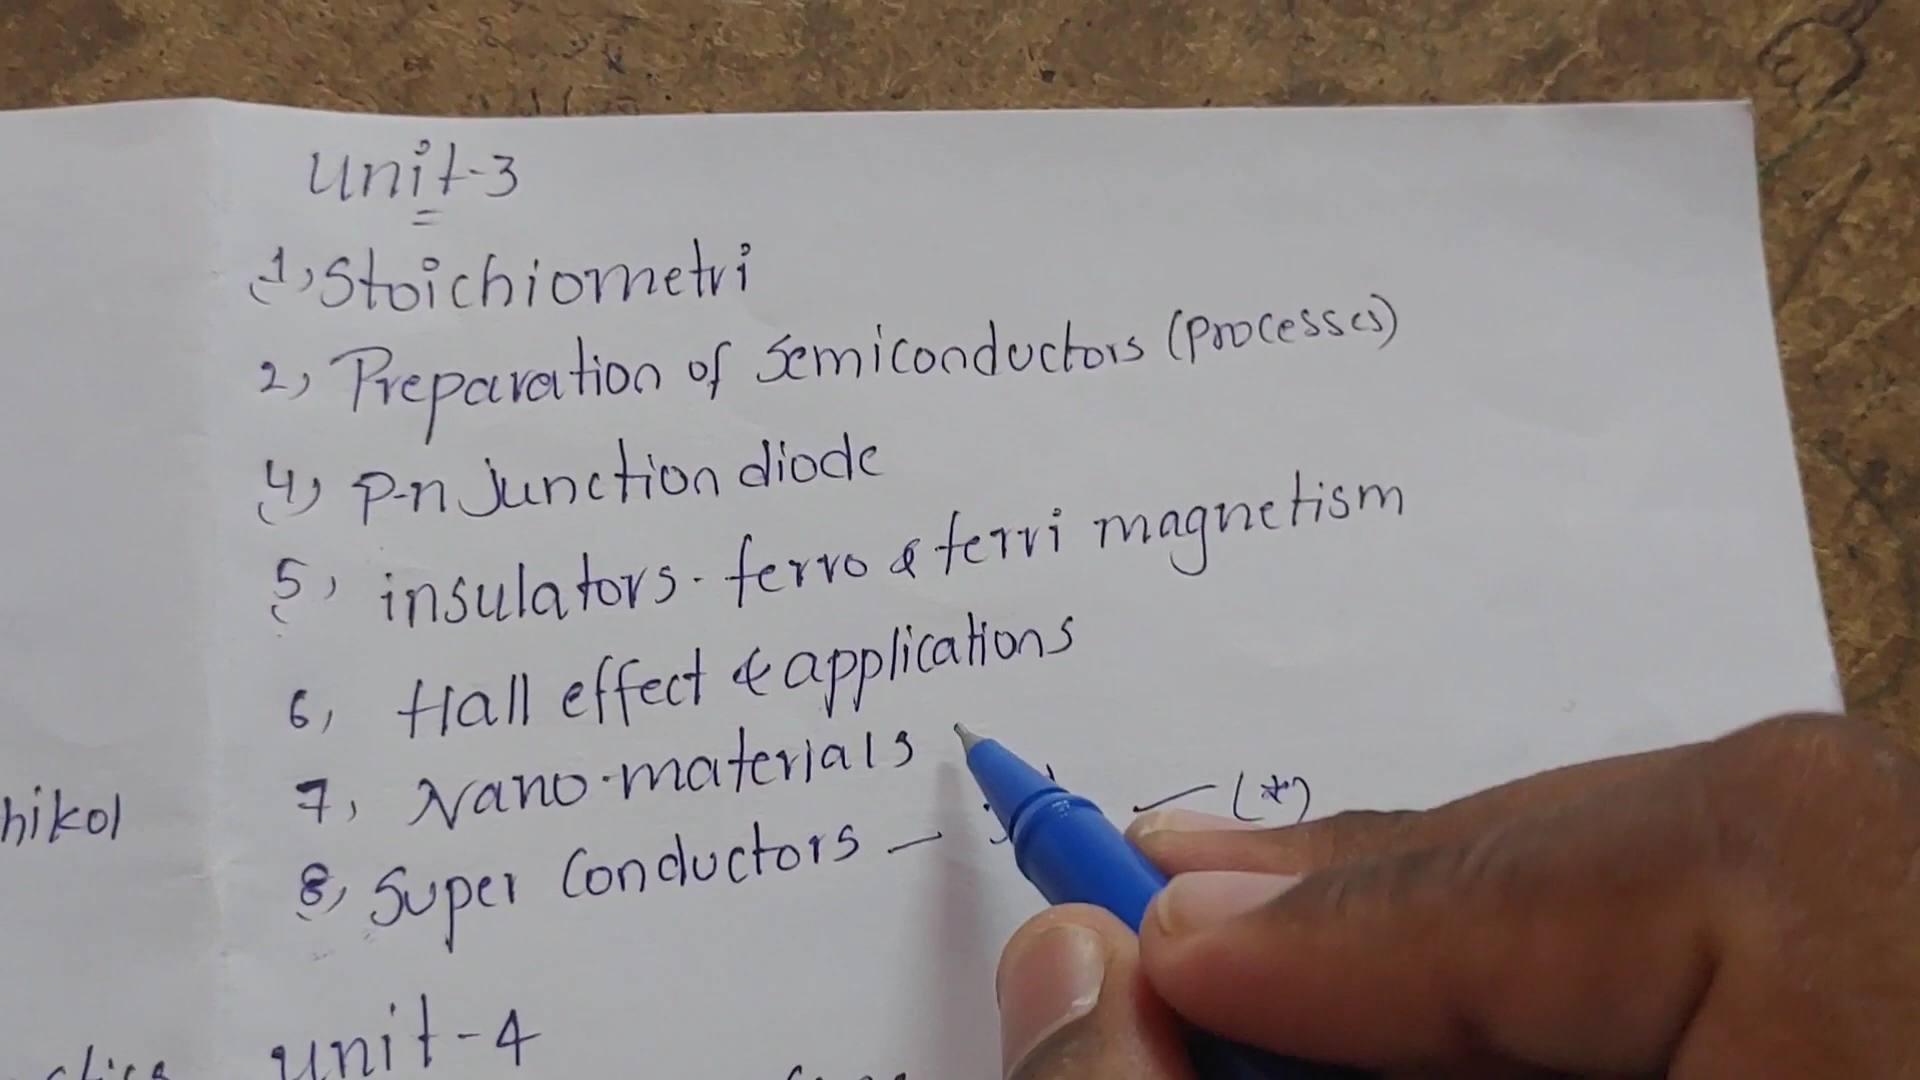 Unit-3
1, Stoichiometri
2, Preparation of Semiconductors (processes)
4, P-n Junction diode
5, insulators - ferro & ferri magnetism
6, Hall effect & applications
7, Nano-materials
8, Super Conductors — — (*)
hikol
unit-4